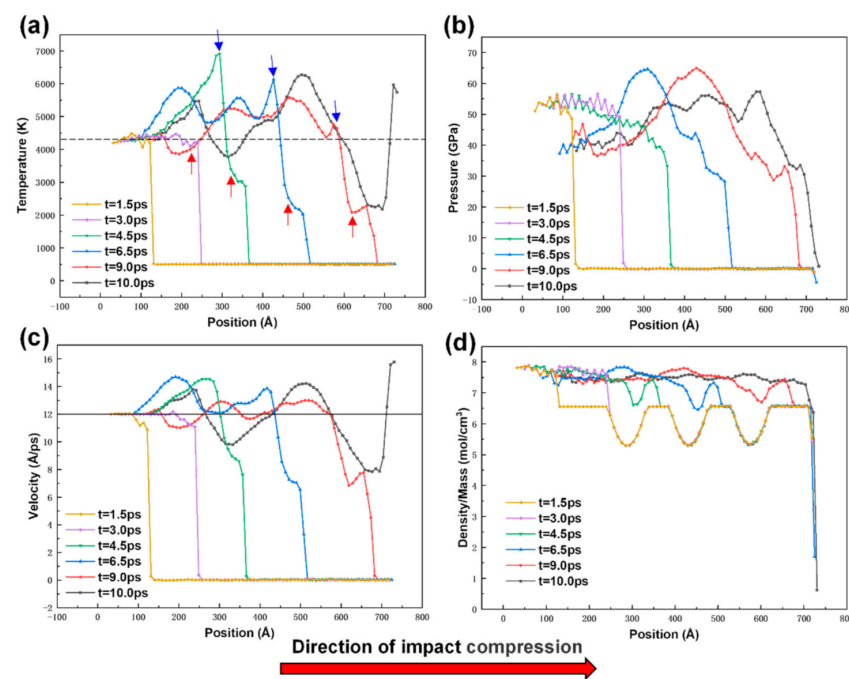 (a)
7000
6000
5000
4000
3000
2000
1000
0
Temperature (K)
t=1.5ps
t=3.0ps
t=4.5ps
t=6.5ps
t=9.0ps
t=10.0ps
-100 0 100 200 300 400 500 600 700 800
Position (Å)
(b)
70
60
50
40
30
20
10
0
-10
Pressure (GPa)
t=1.5ps
t=3.0ps
t=4.5ps
t=6.5ps
t=9.0ps
t=10.0ps
-100 0 100 200 300 400 500 600 700 80
Position (Å)
(c)
16
14
12
10
8
6
4
2
0
-2
Velocity (Å/ps)
t=1.5ps
t=3.0ps
t=4.5ps
t=6.5ps
t=9.0ps
t=10.0ps
-100 0 100 200 300 400 500 600 700 800
Position (Å)
(d)
8
7
6
5
4
3
2
1
0
Density/Mass (mol/cm³)
t=1.5ps
t=3.0ps
t=4.5ps
t=6.5ps
t=9.0ps
t=10.0ps
-100 0 100 200 300 400 500 600 700 80
Position (Å)
Direction of impact compression